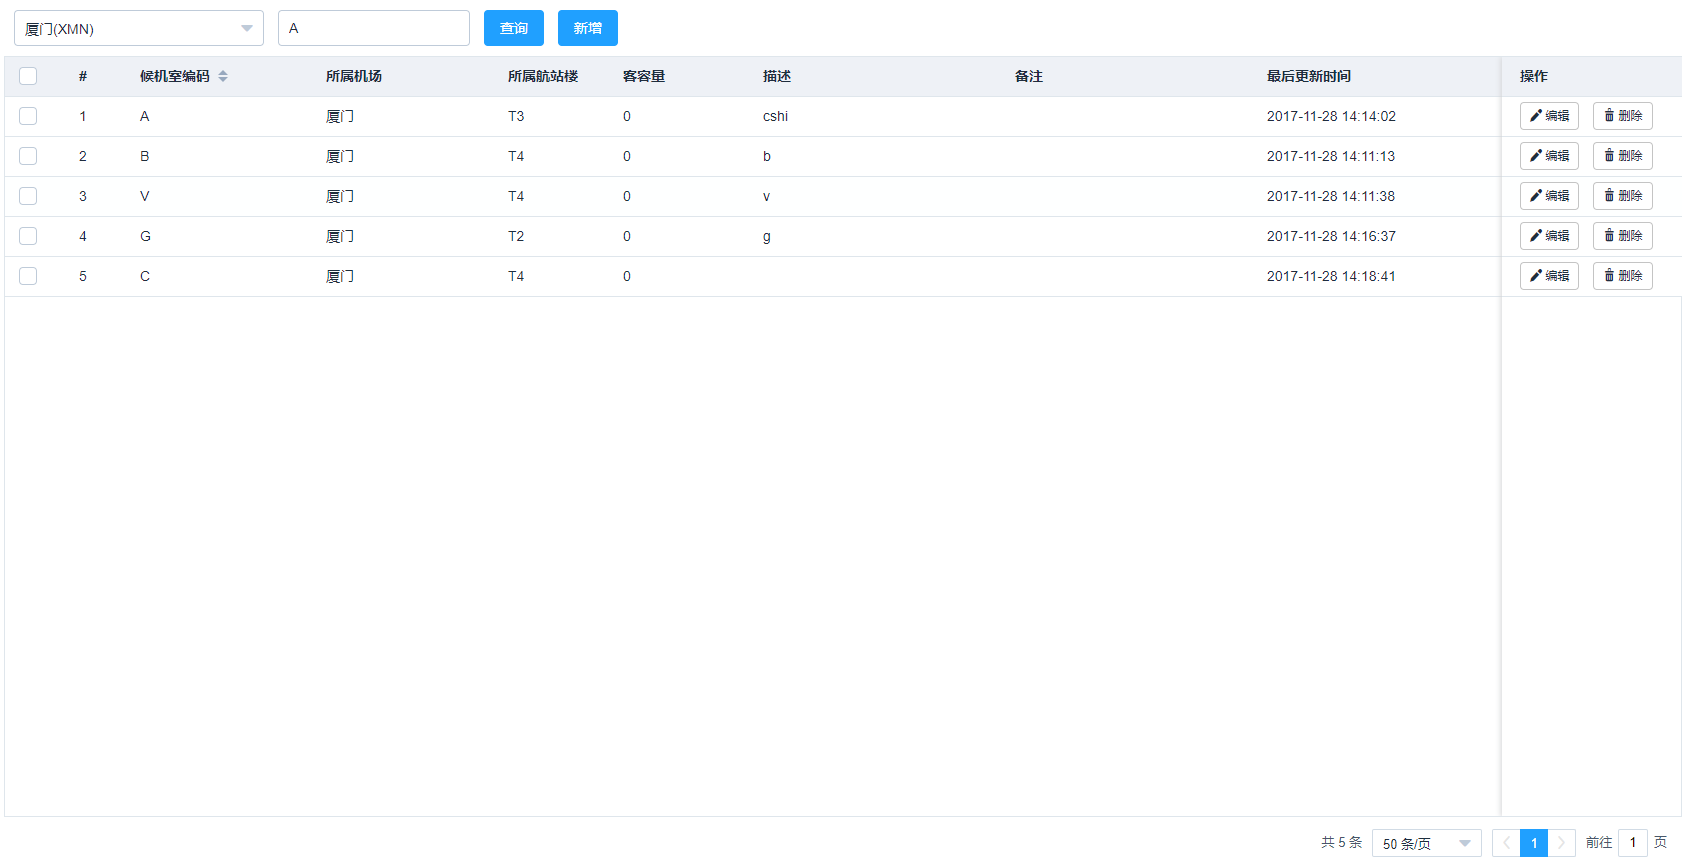 厦门(XMN) A 查询 新增
# 候机室编码 所属机场 所属航站楼 客容量 描述 备注 最后更新时间 操作
1 A 厦门 T3 0 cshi 2017-11-28 14:14:02 编辑 删除
2 B 厦门 T4 0 b 2017-11-28 14:11:13 编辑 删除
3 V 厦门 T4 0 v 2017-11-28 14:11:38 编辑 删除
4 G 厦门 T2 0 g 2017-11-28 14:16:37 编辑 删除
5 C 厦门 T4 0 2017-11-28 14:18:41 编辑 删除
共 5 条 50 条/页 1 前往 1 页